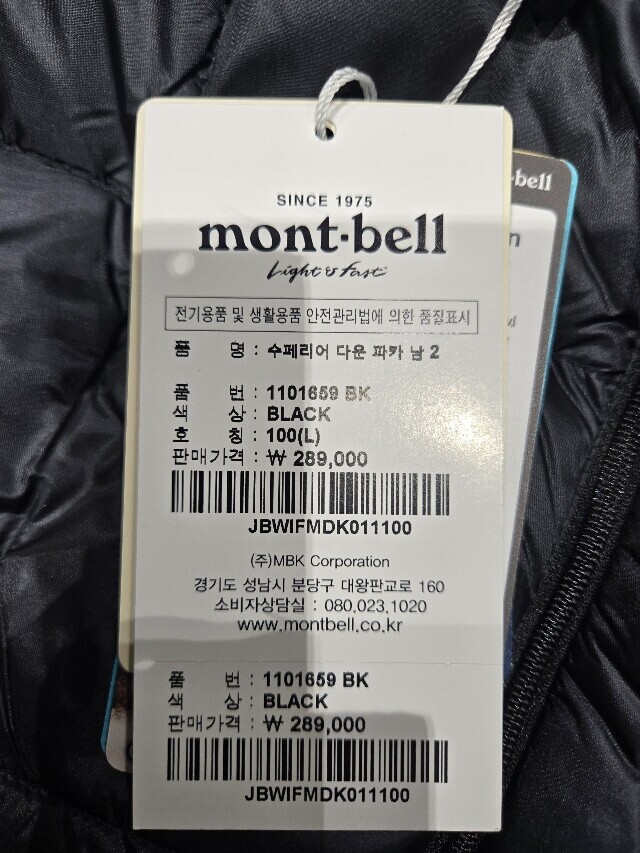 SINCE 1975
mont-bell
Light & Fast
전기용품 및 생활용품 안전관리법에 의한 품질표시
품 명 : 수페리어 다운 파카 남 2
품 번 : 1101659 BK
색 상 : BLACK
호 칭 : 100(L)
판매가격 : ₩ 289,000
JBWIFMDK011100
(주)MBK Corporation
경기도 성남시 분당구 대왕판교로 160
소비자상담실 : 080.023.1020
www.montbell.co.kr
품 번 : 1101659 BK
색 상 : BLACK
판매가격 : ₩ 289,000
JBWIFMDK011100
-bell